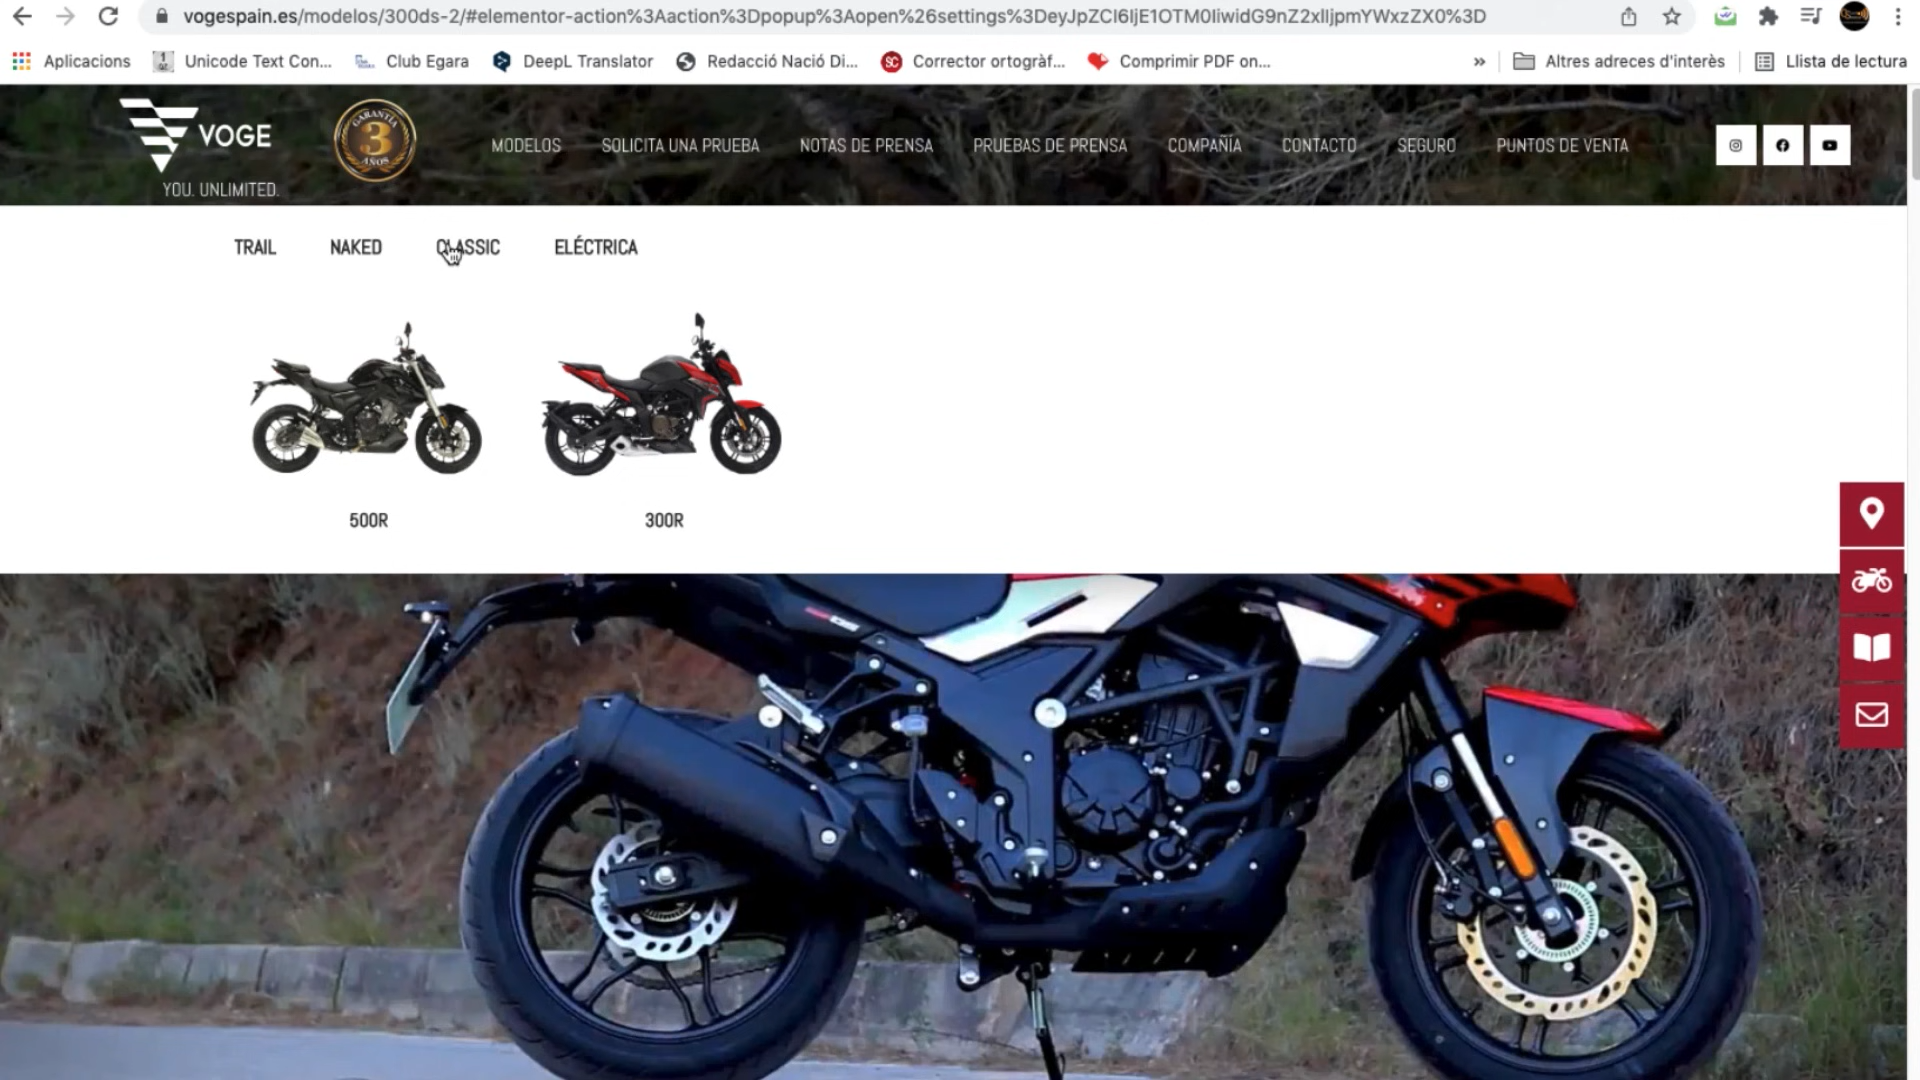 vogespain.es/modelos/300ds-2/#elementor-action%3Aaction%3Dpopup%3Aopen%26settings%3DeyJpZCI6IjE1OTM0IiwidG9nZ2xlIjpmYWxzZX0%3D
Aplicacions Unicode Text Con... Club Egara DeepL Translator Redacció Nació Di... Corrector ortogràf... Comprimir PDF on... » Altres adreces d'interès Llista de lectura
VOGE
YOU. UNLIMITED.
GARANTÍA
3
AÑOS
MODELOS SOLICITA UNA PRUEBA NOTAS DE PRENSA PRUEBAS DE PRENSA COMPAÑÍA CONTACTO SEGURO PUNTOS DE VENTA
TRAIL NAKED CLASSIC ELÉCTRICA
500R 300R